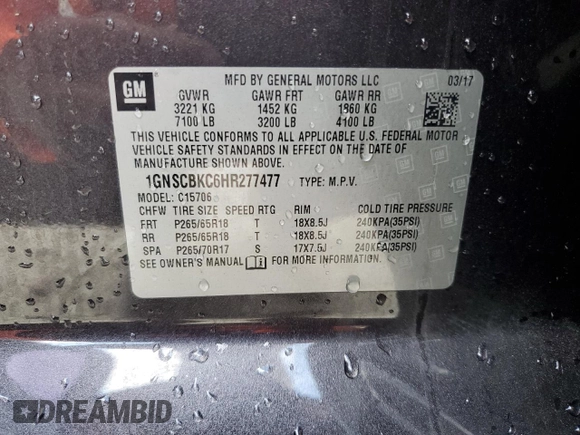 GM
MFD BY GENERAL MOTORS LLC 03/17
GVWR GAWR FRT GAWR RR
3221 KG 1452 KG 1860 KG
7100 LB 3200 LB 4100 LB
THIS VEHICLE CONFORMS TO ALL APPLICABLE U.S. FEDERAL MOTOR
VEHICLE SAFETY STANDARDS IN EFFECT ON THE DATE OF
MANUFACTURE SHOWN ABOVE.
1GNSCBKC6HR277477 TYPE: M.P.V.
MODEL: C15706
CHFW TIRE SIZE SPEED RTG RIM COLD TIRE PRESSURE
FRT P265/65R18 T 18X8.5J 240KPA(35PSI)
RR P265/65R18 T 18X8.5J 240KPA(35PSI)
SPA P265/70R17 S 17X7.5J 240KPA(35PSI)
SEE OWNER'S MANUAL FOR MORE INFORMATION.
DREAMBID